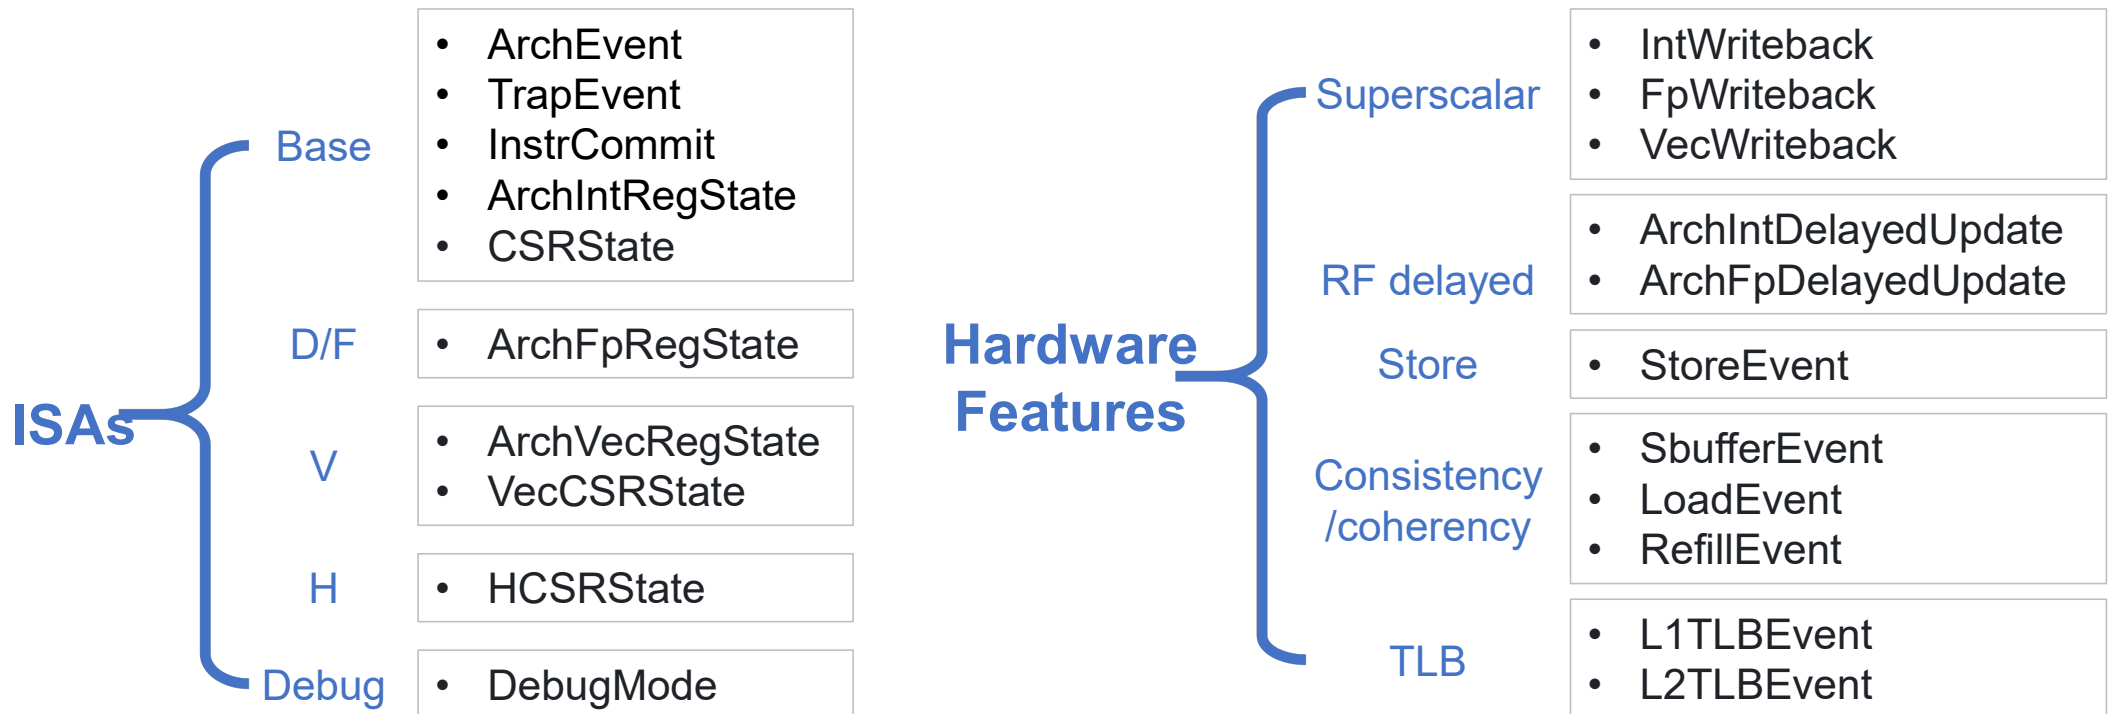 ISAs
Base
• ArchEvent
• TrapEvent
• InstrCommit
• ArchIntRegState
• CSRState
D/F
• ArchFpRegState
V
• ArchVecRegState
• VecCSRState
H
• HCSRState
Debug
• DebugMode
Hardware
Features
Superscalar
• IntWriteback
• FpWriteback
• VecWriteback
RF delayed
• ArchIntDelayedUpdate
• ArchFpDelayedUpdate
Store
• StoreEvent
Consistency
/coherency
• SbufferEvent
• LoadEvent
• RefillEvent
TLB
• L1TLBEvent
• L2TLBEvent